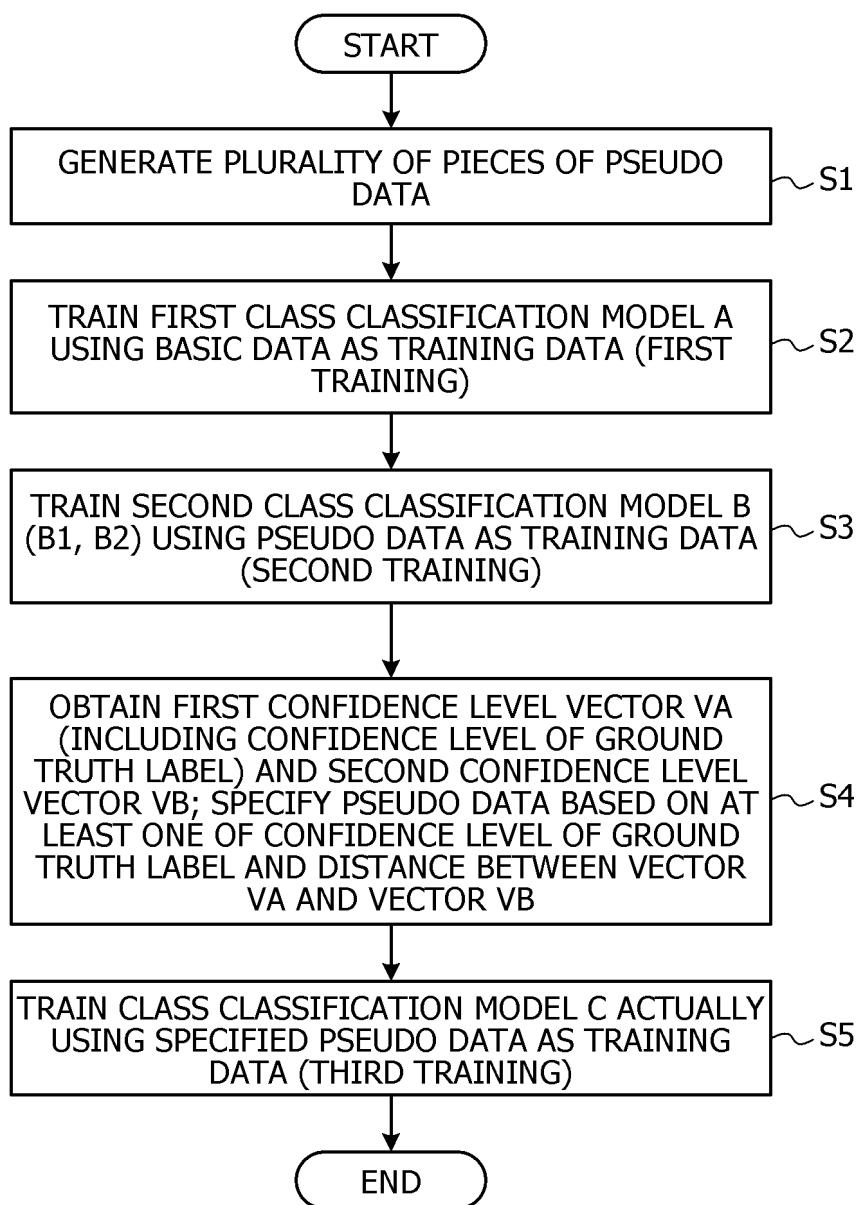 START
GENERATE PLURALITY OF PIECES OF PSEUDO
DATA
S1
TRAIN FIRST CLASS CLASSIFICATION MODEL A
USING BASIC DATA AS TRAINING DATA (FIRST
TRAINING)
S2
TRAIN SECOND CLASS CLASSIFICATION MODEL B
(B1, B2) USING PSEUDO DATA AS TRAINING DATA
(SECOND TRAINING)
S3
OBTAIN FIRST CONFIDENCE LEVEL VECTOR VA
(INCLUDING CONFIDENCE LEVEL OF GROUND
TRUTH LABEL) AND SECOND CONFIDENCE LEVEL
VECTOR VB; SPECIFY PSEUDO DATA BASED ON AT
LEAST ONE OF CONFIDENCE LEVEL OF GROUND
TRUTH LABEL AND DISTANCE BETWEEN VECTOR
VA AND VECTOR VB
S4
TRAIN CLASS CLASSIFICATION MODEL C ACTUALLY
USING SPECIFIED PSEUDO DATA AS TRAINING
DATA (THIRD TRAINING)
S5
END